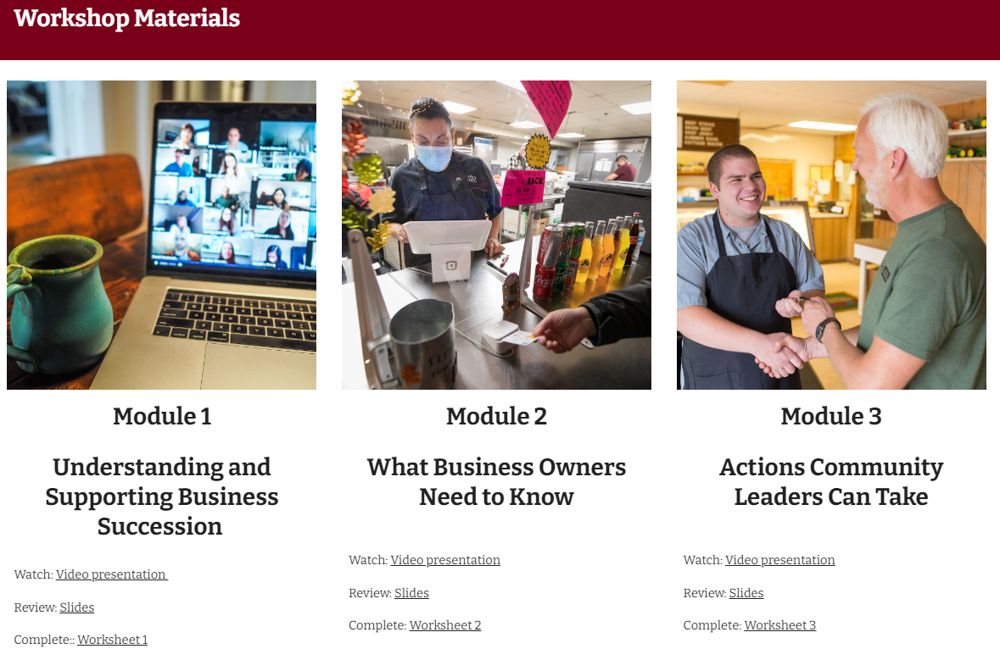 Workshop Materials
Module 1
Understanding and
Supporting Business
Succession
Watch: Video presentation
Review: Slides
Complete:: Worksheet 1
BACK
Module 2
What Business Owners
Need to Know
Watch: Video presentation
Review: Slides
Complete: Worksheet 2
Module 3
Actions Community
Leaders Can Take
Watch: Video presentation
Review: Slides
Complete: Worksheet 3